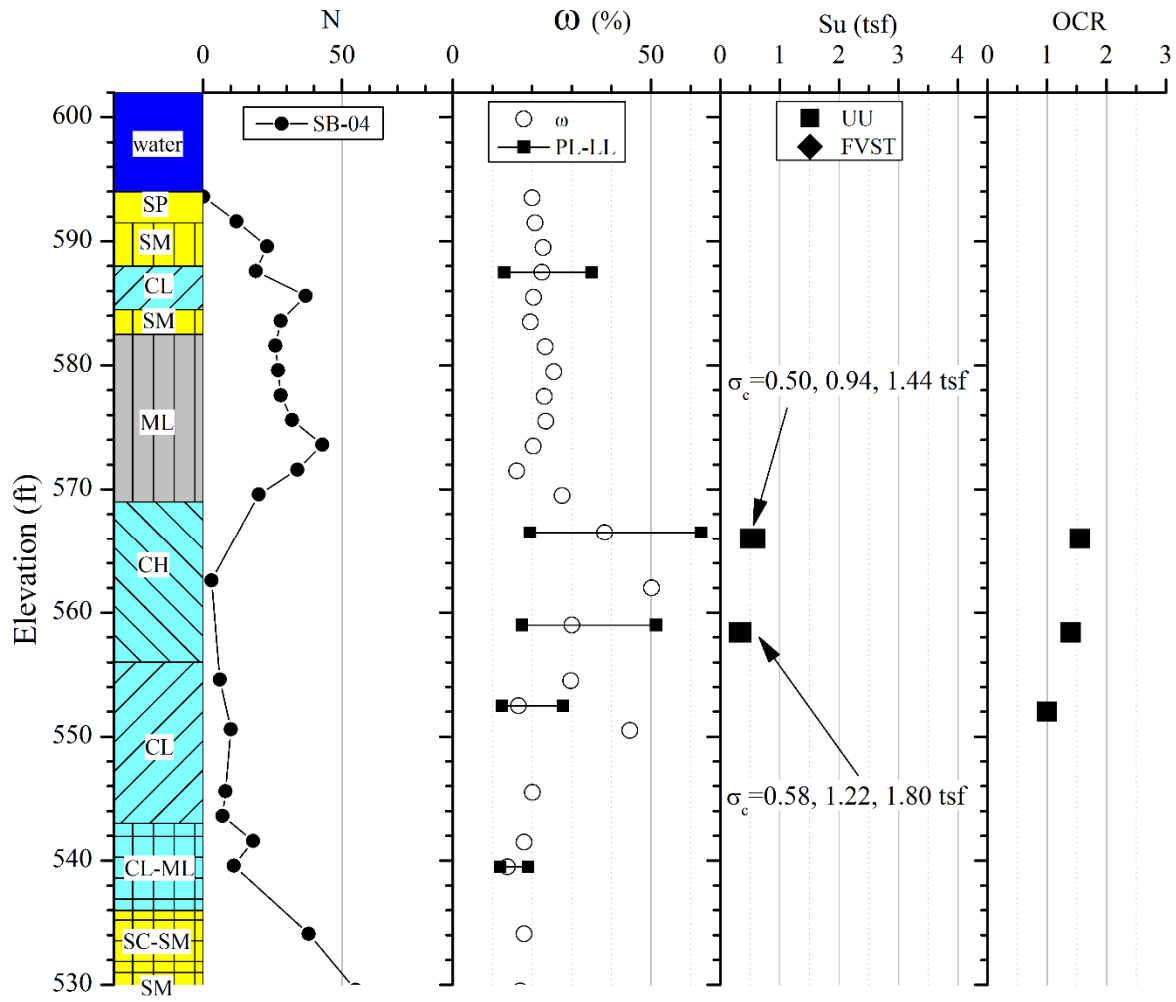 N
ω (%)
Su (tsf)
OCR
0 50
0 50
0 1 2 3 4
0 1 2 3
600
590
580
570
560
550
540
530
Elevation (ft)
water
SP
SM
CL
SM
ML
CH
CL
CL-ML
SC-SM
SM
SB-04
ω
PL-LL
UU
FVST
σc=0.50, 0.94, 1.44 tsf
σc=0.58, 1.22, 1.80 tsf